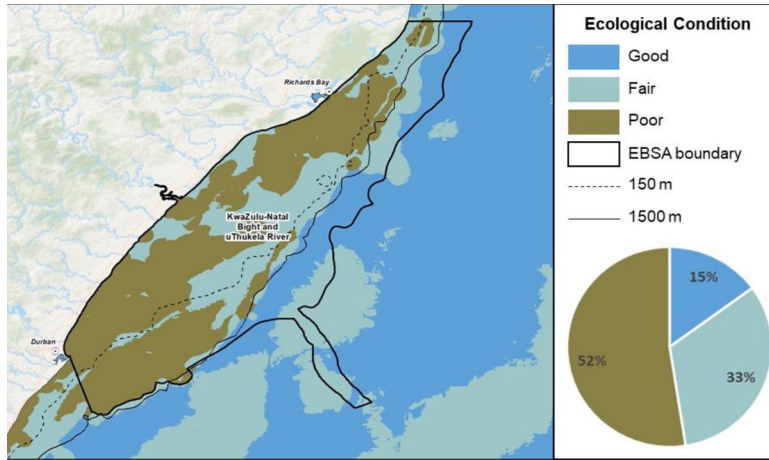 Richards Bay
KwaZulu-Natal
Bight and
uThukela River
Durban
Ecological Condition
Good
Fair
Poor
EBSA boundary
150 m
1500 m
15%
52%
33%